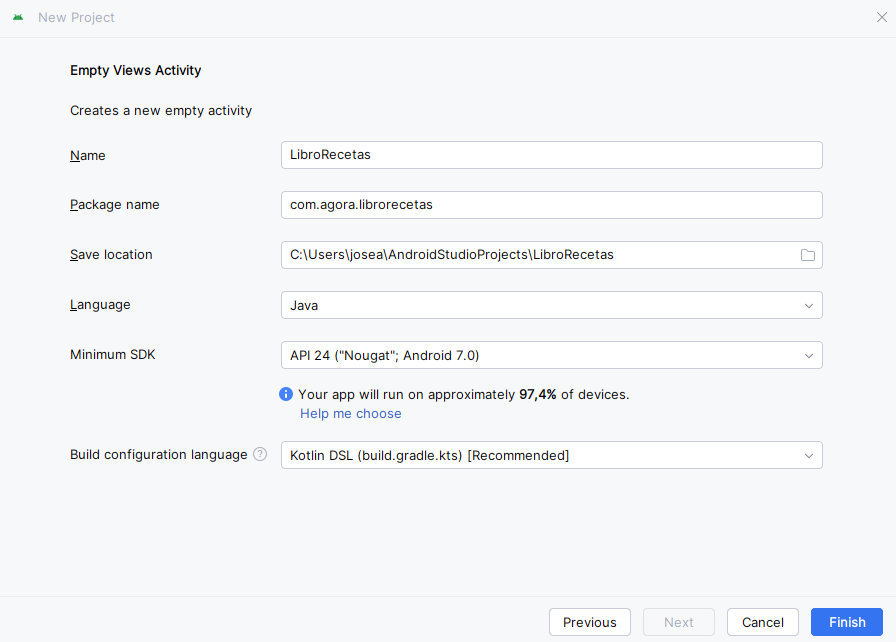 New Project
Empty Views Activity
Creates a new empty activity
Name LibroRecetas
Package name com.agora.librorecetas
Save location C:\Users\josea\AndroidStudioProjects\LibroRecetas
Language Java
Minimum SDK API 24 ("Nougat"; Android 7.0)
Your app will run on approximately 97,4% of devices.
Help me choose
Build configuration language ? Kotlin DSL (build.gradle.kts) [Recommended]
Previous Next Cancel Finish